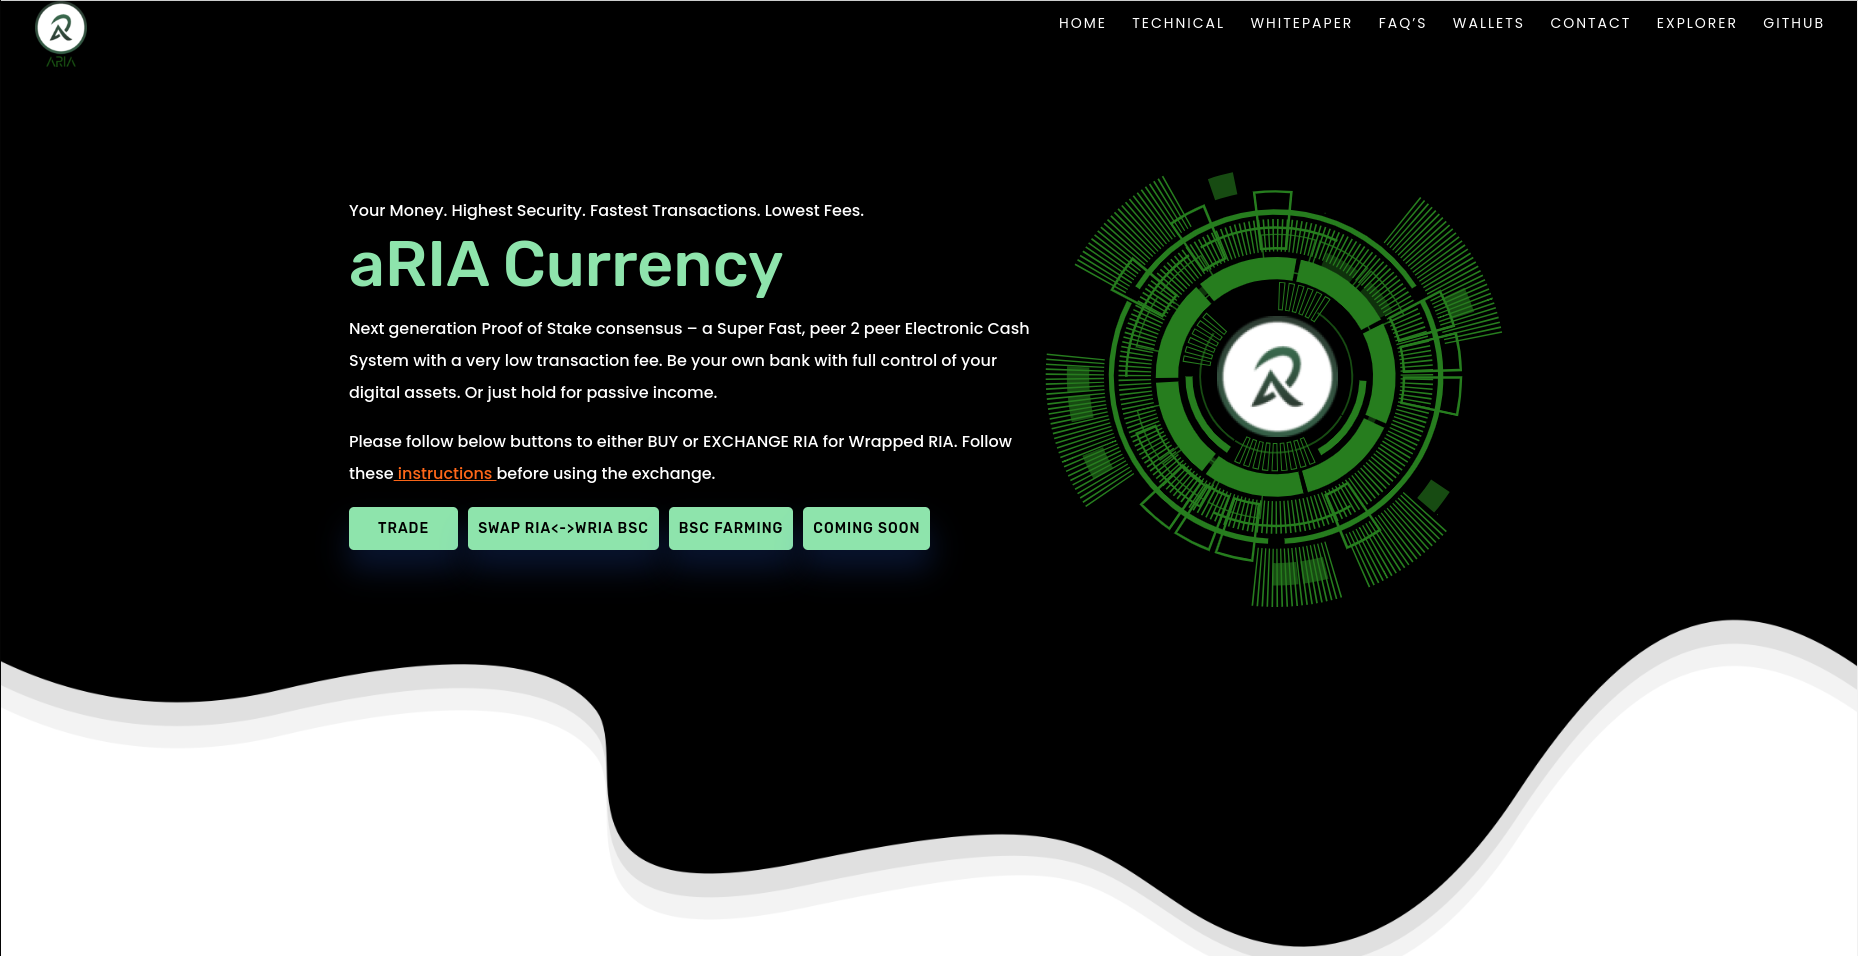 ARIA
HOME TECHNICAL WHITEPAPER FAQ’S WALLETS CONTACT EXPLORER GITHUB
Your Money. Highest Security. Fastest Transactions. Lowest Fees.
aRIA Currency
Next generation Proof of Stake consensus – a Super Fast, peer 2 peer Electronic Cash
System with a very low transaction fee. Be your own bank with full control of your
digital assets. Or just hold for passive income.
Please follow below buttons to either BUY or EXCHANGE RIA for Wrapped RIA. Follow
these instructions before using the exchange.
TRADE SWAP RIA<->WRIA BSC BSC FARMING COMING SOON